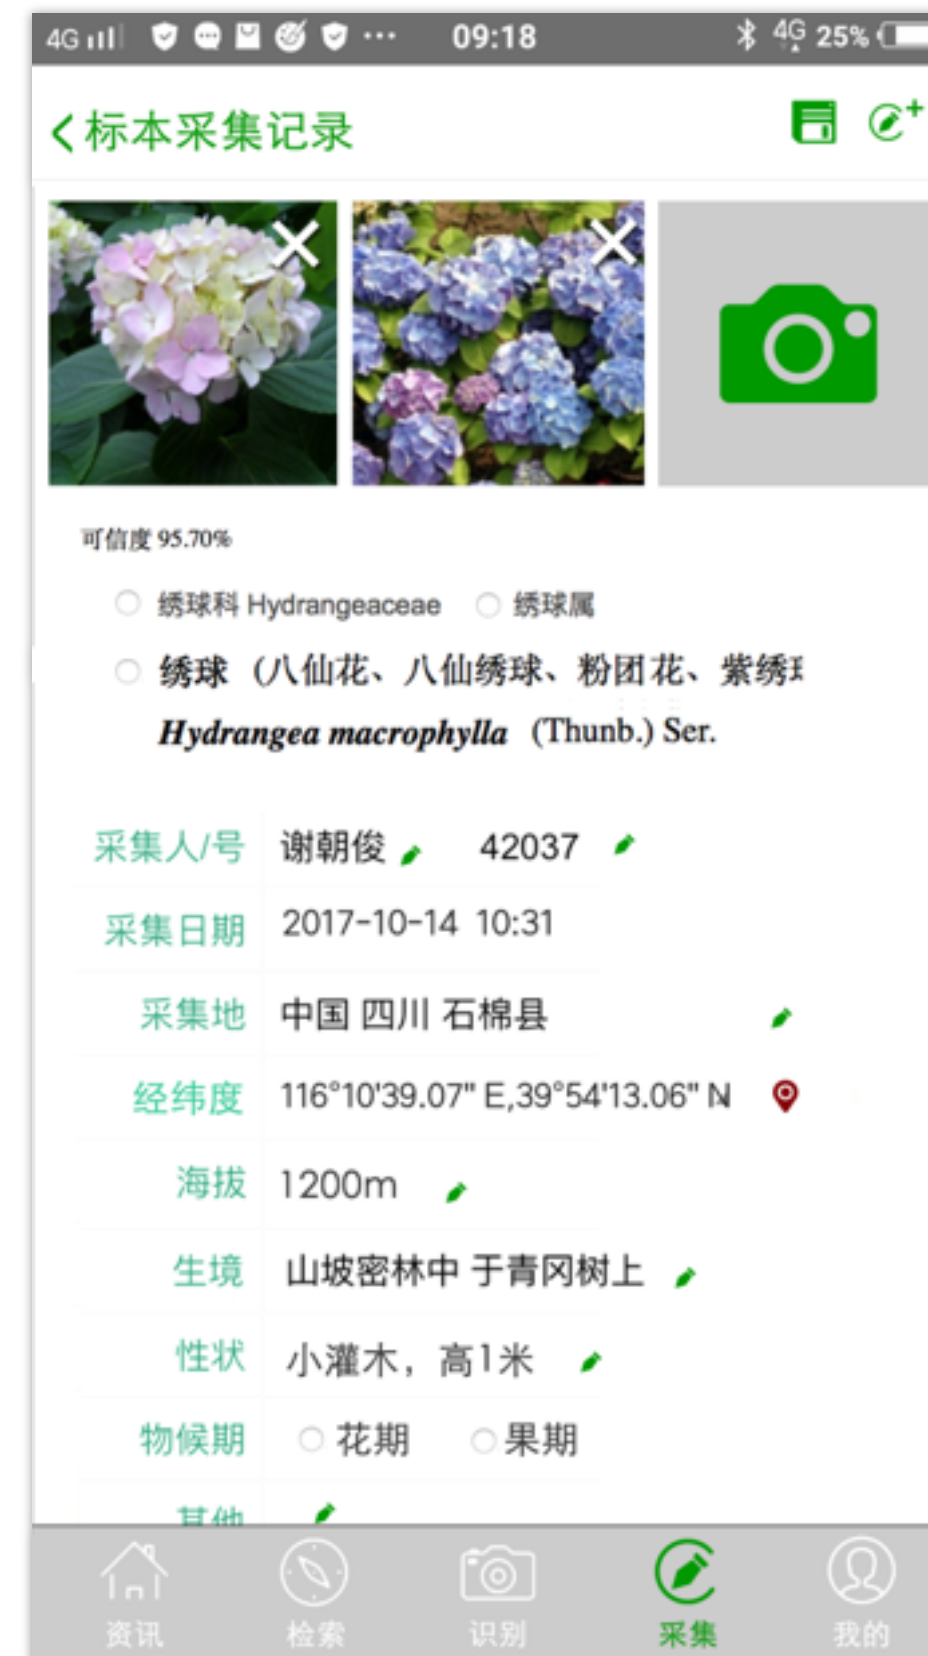 4G 09:18 4G 25%
标本采集记录
可信度 95.70%
绣球科 Hydrangeaceae 绣球属
绣球 (八仙花、八仙绣球、粉团花、紫绣
Hydrangea macrophylla (Thunb.) Ser.
采集人/号 谢朝俊 42037
采集日期 2017-10-14 10:31
采集地 中国 四川 石棉县
经纬度 116°10'39.07" E,39°54'13.06" N
海拔 1200m
生境 山坡密林中 于青冈树上
性状 小灌木，高1米
物候期 花期 果期
其他
资讯 检索 识别 采集 我的